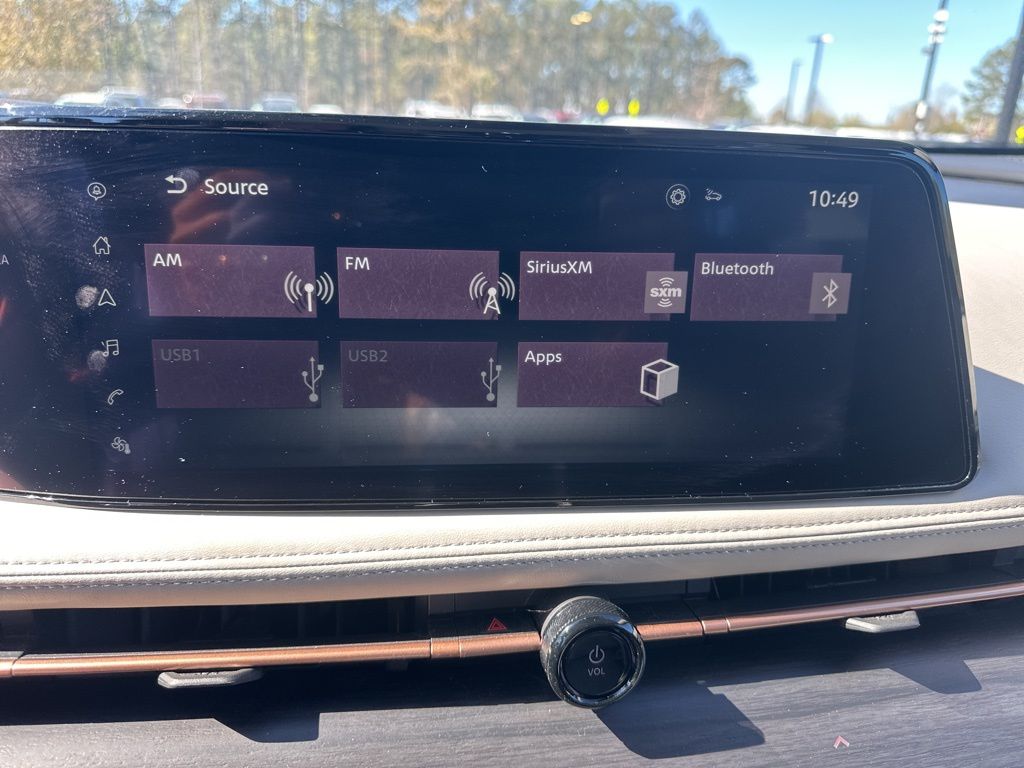 Source
10:49
AM
FM
SiriusXM
sxm
Bluetooth
USB1
USB2
Apps
VOL